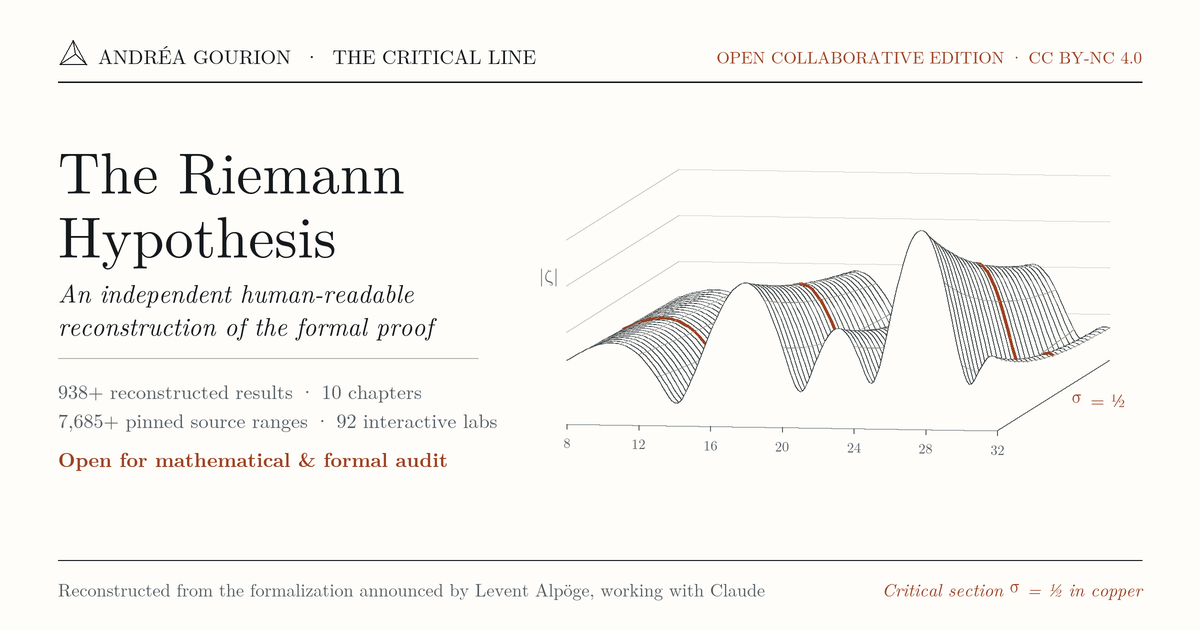 ANDRÉA GOURION · THE CRITICAL LINE
OPEN COLLABORATIVE EDITION · CC BY-NC 4.0
The Riemann
Hypothesis
An independent human-readable
reconstruction of the formal proof
938+ reconstructed results · 10 chapters
7,685+ pinned source ranges · 92 interactive labs
Open for mathematical & formal audit
|ζ|
σ = ½
8 12 16 20 24 28 32
Reconstructed from the formalization announced by Levent Alpöge, working with Claude
Critical section σ = ½ in copper